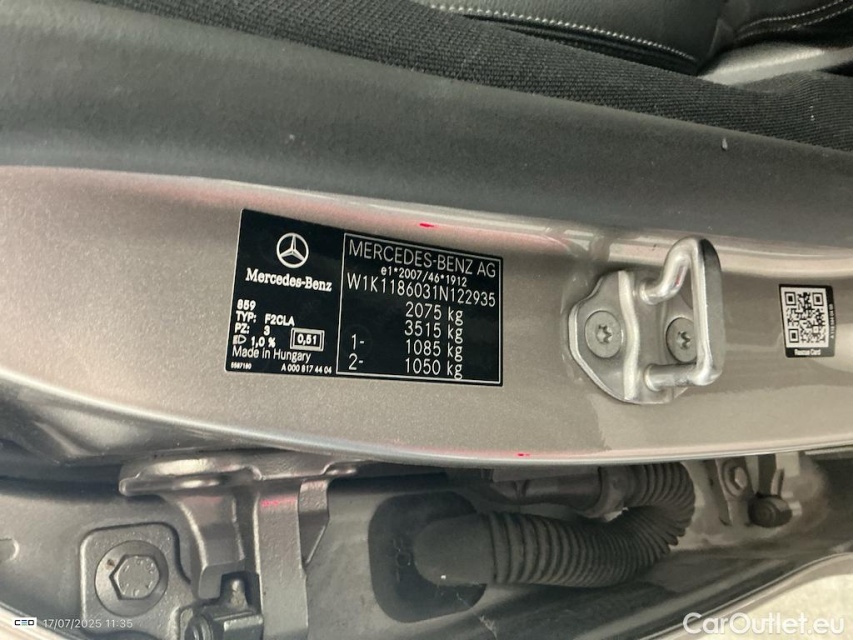 Mercedes-Benz
859
TYP: F2CLA
PZ: 3
1,0 % 0,51
Made in Hungary
A 000 817 44 04
MERCEDES-BENZ AG
e1*2007/46*1912
W1K1186031N122935
2075 kg
3515 kg
1- 1085 kg
2- 1050 kg
Rescue Card
17/07/2025 11:35
CarOutlet.eu